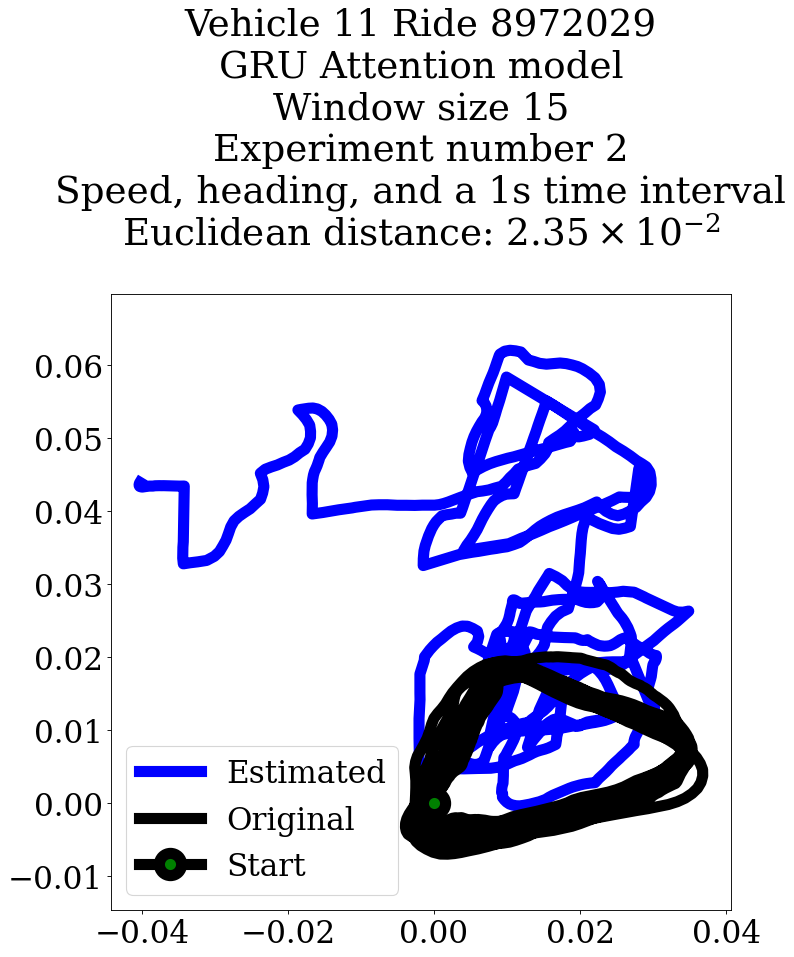 Vehicle 11 Ride 8972029
GRU Attention model
Window size 15
Experiment number 2
Speed, heading, and a 1s time interval
Euclidean distance: 2.35 × 10⁻²
0.06
0.05
0.04
0.03
0.02
0.01
0.00
−0.01
Estimated
Original
Start
−0.04 −0.02 0.00 0.02 0.04